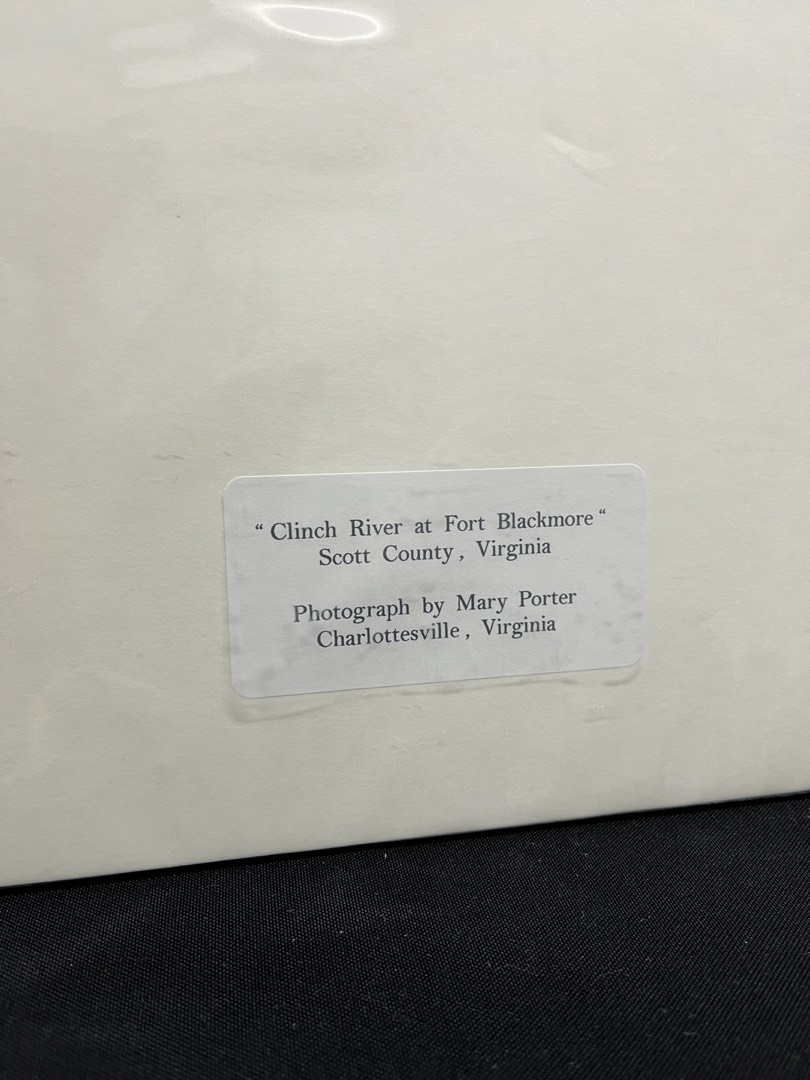 “ Clinch River at Fort Blackmore “
Scott County , Virginia
Photograph by Mary Porter
Charlottesville , Virginia